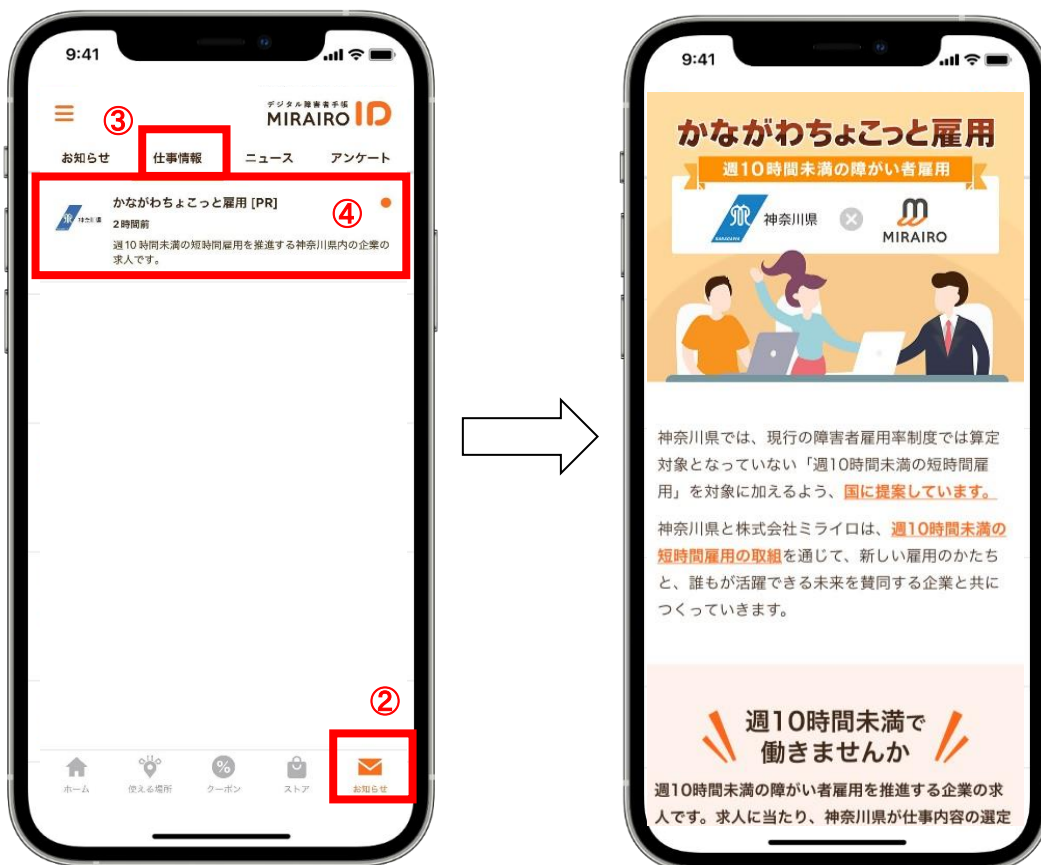 9:41
デジタル障害者手帳
MIRAIRO ID
③
お知らせ 仕事情報 ニュース アンケート
神奈川県
かながわちょこっと雇用 [PR]
④
2時間前
週10時間未満の短時間雇用を推進する神奈川県内の企業の
求人です。
②
ホーム 使える場所 クーポン ストア お知らせ
9:41
かながわちょこっと雇用
週10時間未満の障がい者雇用
KANAGAWA
神奈川県
MIRAIRO
神奈川県では、現行の障害者雇用率制度では算定
対象となっていない「週10時間未満の短時間雇
用」を対象に加えるよう、国に提案しています。
神奈川県と株式会社ミライロは、週10時間未満の
短時間雇用の取組を通じて、新しい雇用のかたち
と、誰もが活躍できる未来を賛同する企業と共に
つくっていきます。
週10時間未満で
働きませんか
週10時間未満の障がい者雇用を推進する企業の求
人です。求人に当たり、神奈川県が仕事内容の選定